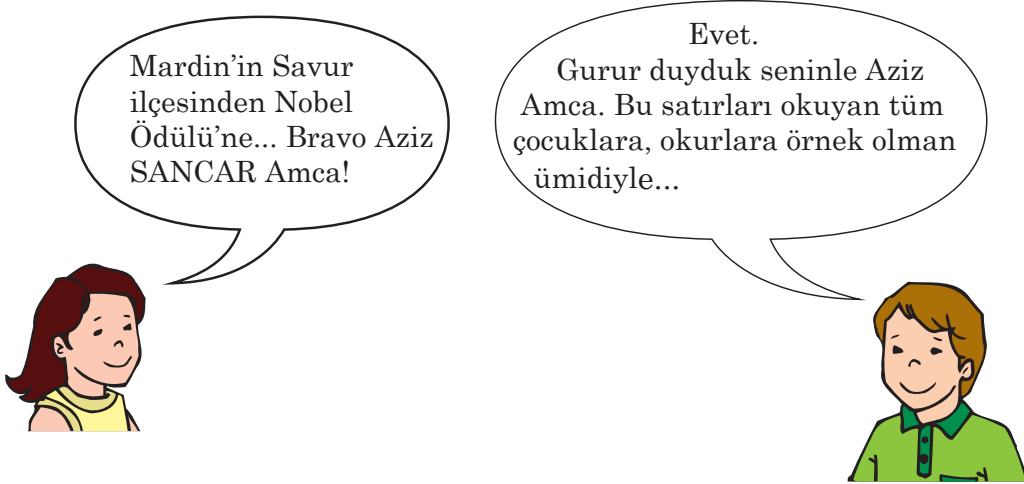 Mardin’in Savur
ilçesinden Nobel
Ödülü’ne... Bravo Aziz
SANCAR Amca!
Evet.
Gurur duyduk seninle Aziz
Amca. Bu satırları okuyan tüm
çocuklara, okurlara örnek olman
ümidiyle...